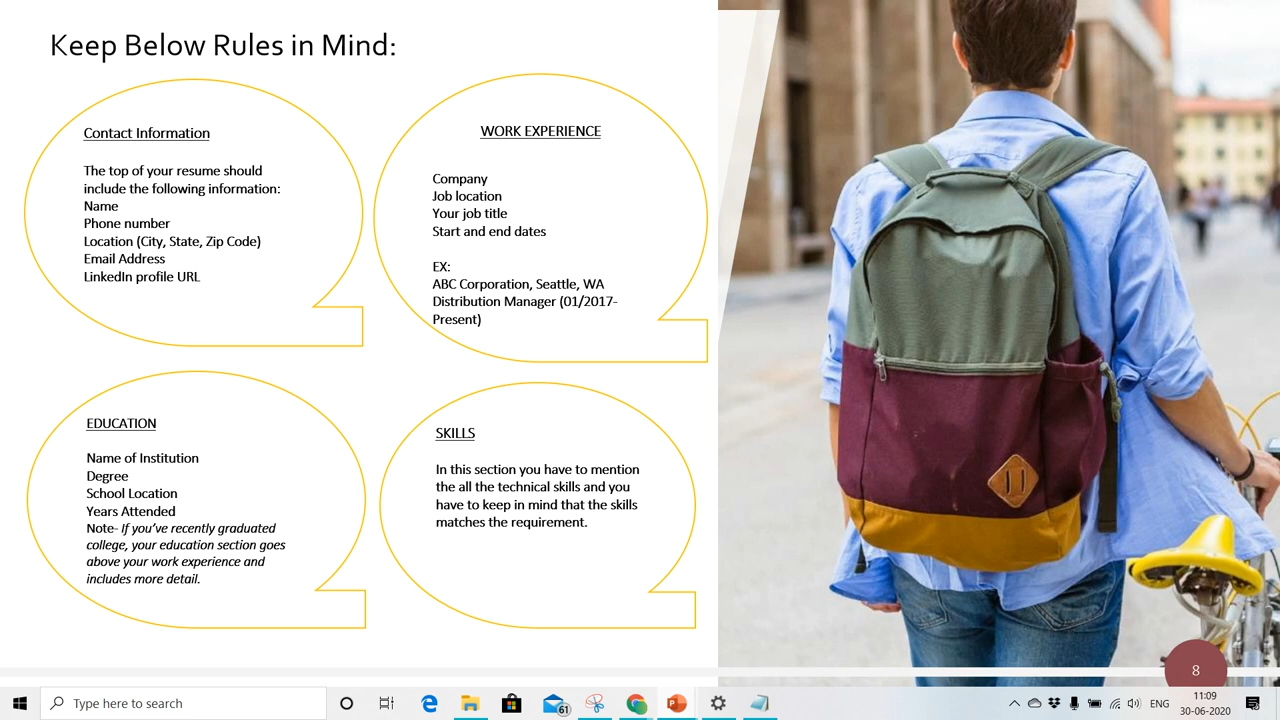 Keep Below Rules in Mind:
Contact Information
The top of your resume should
include the following information:
Name
Phone number
Location (City, State, Zip Code)
Email Address
LinkedIn profile URL
WORK EXPERIENCE
Company
Job location
Your job title
Start and end dates
EX:
ABC Corporation, Seattle, WA
Distribution Manager (01/2017-
Present)
EDUCATION
Name of Institution
Degree
School Location
Years Attended
Note- If you’ve recently graduated
college, your education section goes
above your work experience and
includes more detail.
SKILLS
In this section you have to mention
the all the technical skills and you
have to keep in mind that the skills
matches the requirement.
8
Type here to search
61
ENG
11:09
30-06-2020